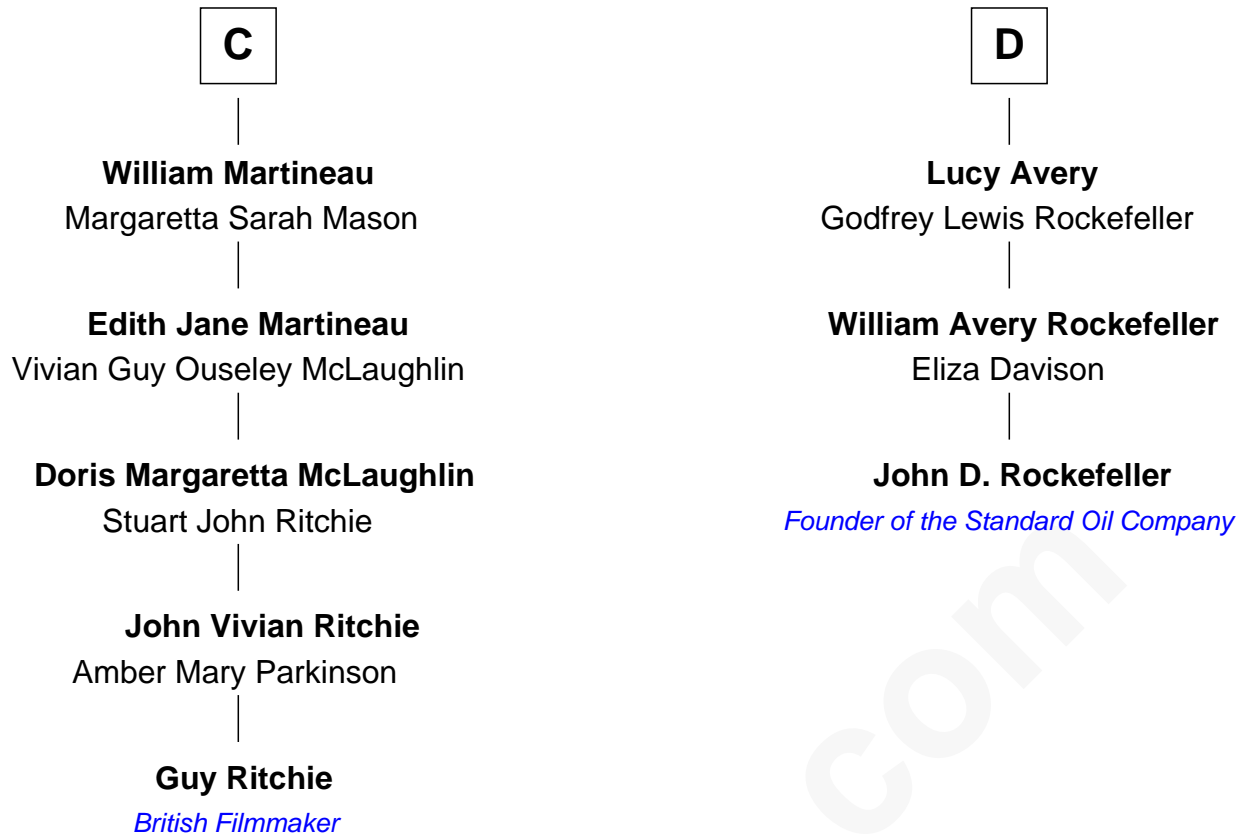 C
William Martineau
Margaretta Sarah Mason
Edith Jane Martineau
Vivian Guy Ouseley McLaughlin
Doris Margaretta McLaughlin
Stuart John Ritchie
John Vivian Ritchie
Amber Mary Parkinson
Guy Ritchie
British Filmmaker
D
Lucy Avery
Godfrey Lewis Rockefeller
William Avery Rockefeller
Eliza Davison
John D. Rockefeller
Founder of the Standard Oil Company
com